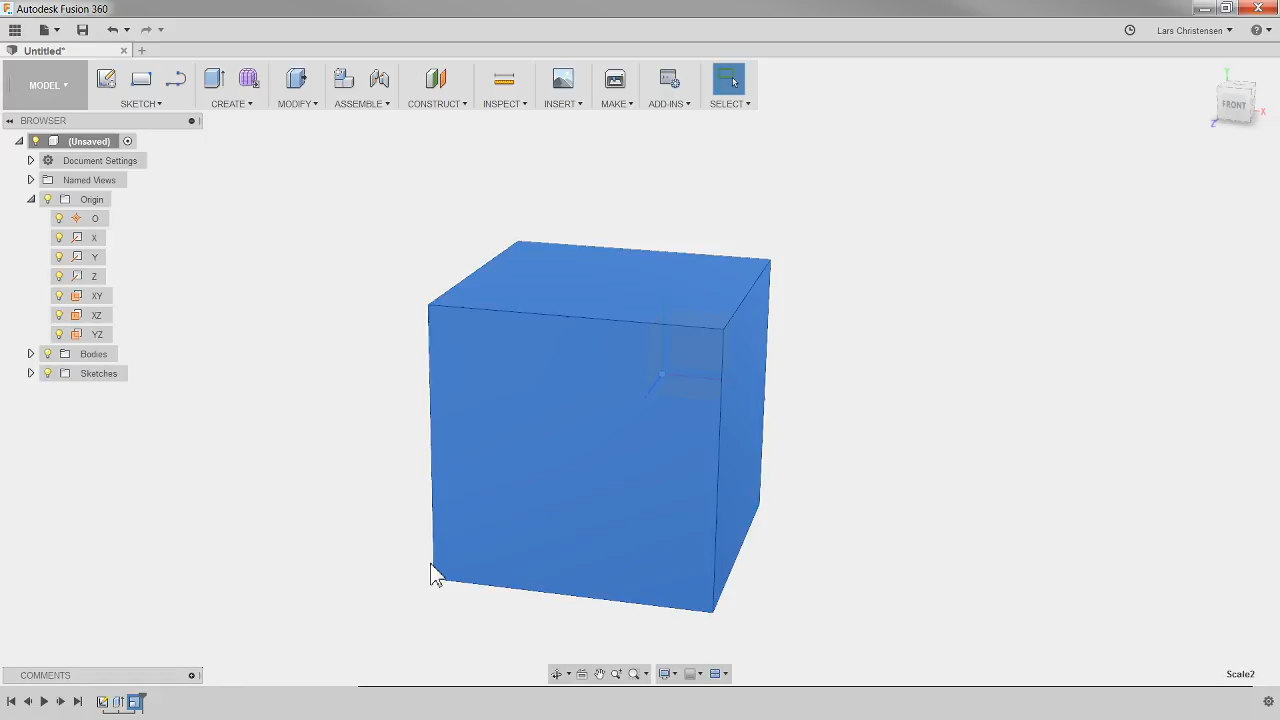 Autodesk Fusion 360
Lars Christensen
Untitled*
MODEL
SKETCH
CREATE
MODIFY
ASSEMBLE
CONSTRUCT
INSPECT
INSERT
MAKE
ADD-INS
SELECT
FRONT
X
Y
Z
BROWSER
(Unsaved)
Document Settings
Named Views
Origin
O
X
Y
Z
XY
XZ
YZ
Bodies
Sketches
COMMENTS
Scale2